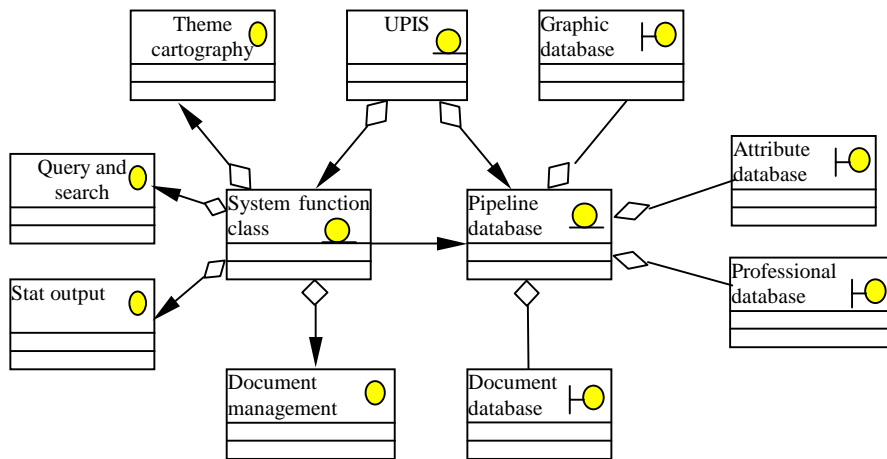 Theme
cartography
UPIS
Graphic
database
Query and
search
System function
class
Pipeline
database
Attribute
database
Stat output
Professional
database
Document
management
Document
database